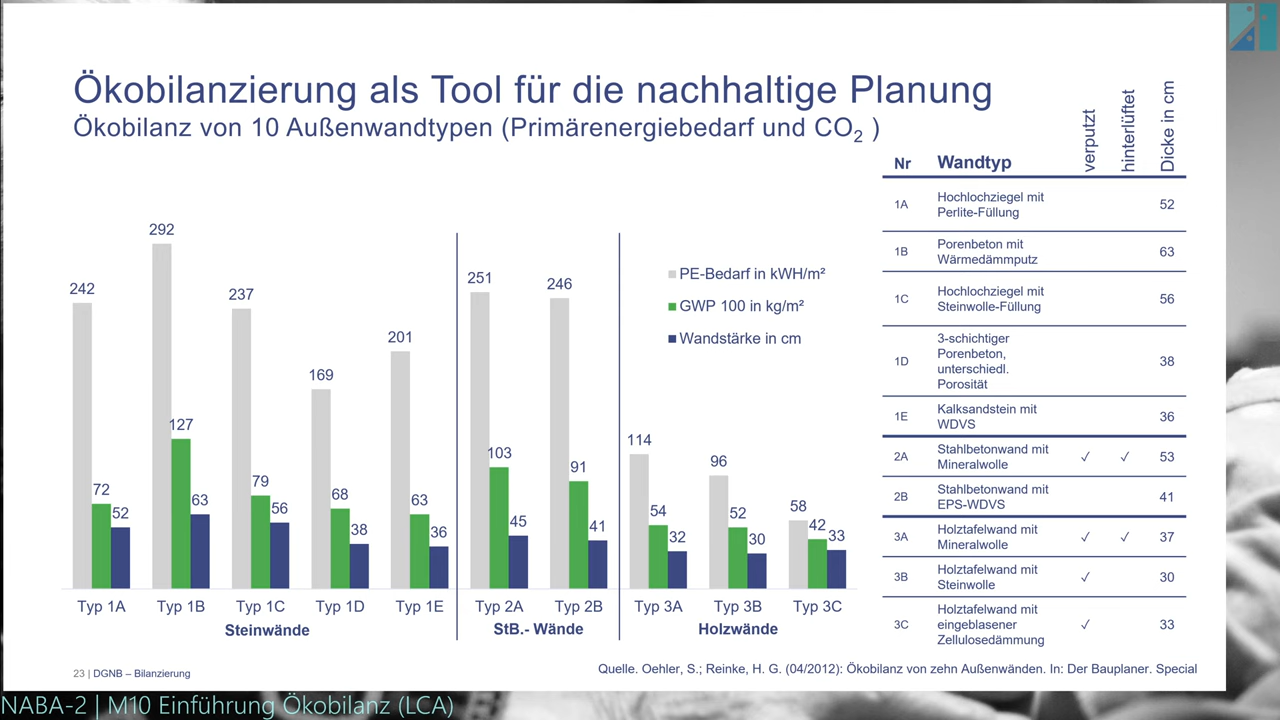 Ökobilanzierung als Tool für die nachhaltige Planung
Ökobilanz von 10 Außenwandtypen (Primärenergiebedarf und CO₂ )
292
242
237
169
201
251
246
114
96
58
72
127
79
68
63
103
91
54
52
42
52
63
56
38
36
45
41
32
30
33
PE-Bedarf in kWH/m²
GWP 100 in kg/m²
Wandstärke in cm
Typ 1A Typ 1B Typ 1C Typ 1D Typ 1E Typ 2A Typ 2B Typ 3A Typ 3B Typ 3C
Steinwände StB.- Wände Holzwände
Nr Wandtyp verputzt hinterlüftet Dicke in cm
1A Hochlochziegel mit 52
Perlite-Füllung
1B Porenbeton mit 63
Wärmedämmputz
1C Hochlochziegel mit 56
Steinwolle-Füllung
3-schichtiger
1D Porenbeton, 38
unterschiedl.
Porosität
1E Kalksandstein mit 36
WDVS
2A Stahlbetonwand mit ✓ ✓ 53
Mineralwolle
2B Stahlbetonwand mit 41
EPS-WDVS
3A Holztafelwand mit ✓ ✓ 37
Mineralwolle
3B Holztafelwand mit ✓ 30
Steinwolle
Holztafelwand mit
3C eingeblasener ✓ 33
Zellulosedämmung
23 | DGNB – Bilanzierung
Quelle. Oehler, S.; Reinke, H. G. (04/2012): Ökobilanz von zehn Außenwänden. In: Der Bauplaner. Special
NABA-2 | M10 Einführung Ökobilanz (LCA)